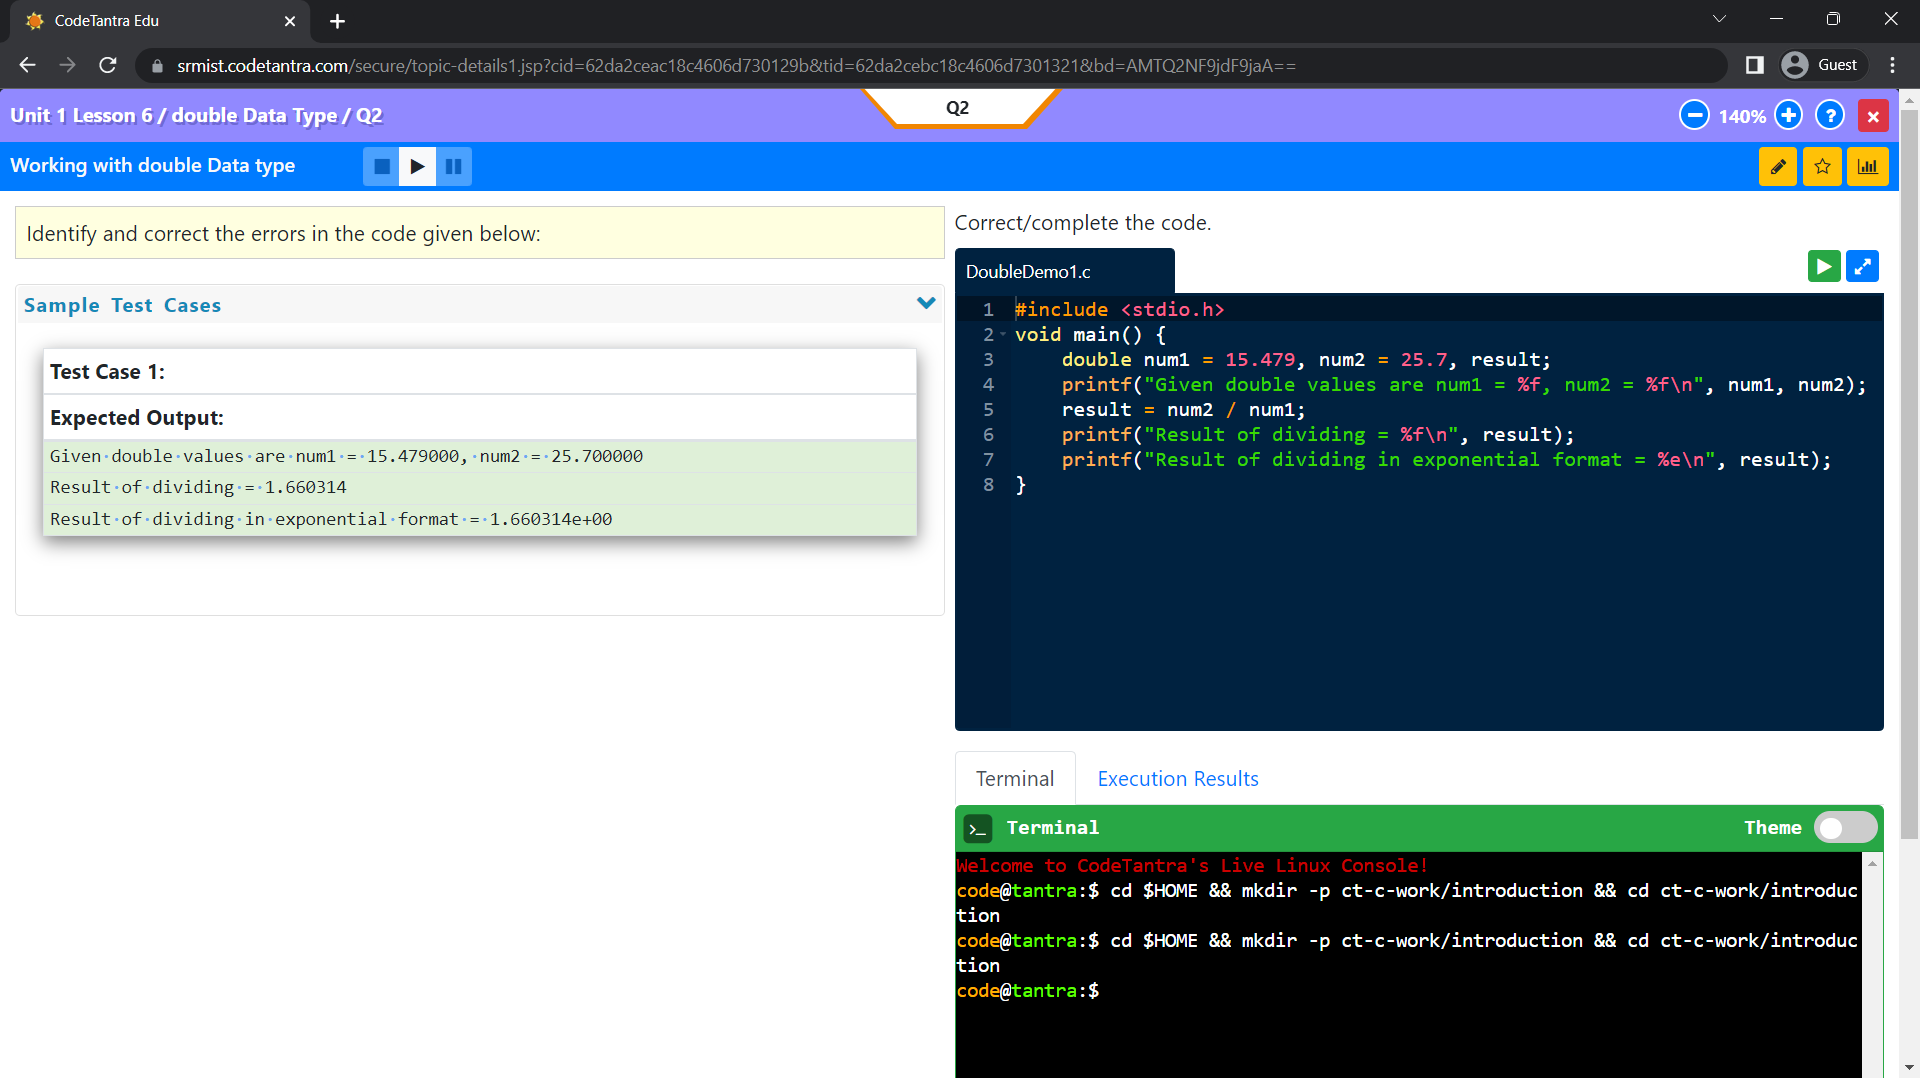 CodeTantra Edu
srmist.codetantra.com/secure/topic-details1.jsp?cid=62da2ceac18c4606d730129b&tid=62da2cebc18c4606d7301321&bd=AMTQ2NF9jdF9jaA==
Guest
Unit 1 Lesson 6 / double Data Type / Q2
Q2
140%
?
Working with double Data type
Identify and correct the errors in the code given below:
Sample Test Cases
Test Case 1:
Expected Output:
Given·double·values·are·num1·=·15.479000,·num2·=·25.700000
Result·of·dividing·=·1.660314
Result·of·dividing·in·exponential·format·=·1.660314e+00
Correct/complete the code.
DoubleDemo1.c
1 #include <stdio.h>
2 void main() {
3 double num1 = 15.479, num2 = 25.7, result;
4 printf("Given double values are num1 = %f, num2 = %f\n", num1, num2);
5 result = num2 / num1;
6 printf("Result of dividing = %f\n", result);
7 printf("Result of dividing in exponential format = %e\n", result);
8 }
Terminal
Execution Results
>_ Terminal
Theme
Welcome to CodeTantra's Live Linux Console!
code@tantra:$ cd $HOME && mkdir -p ct-c-work/introduction && cd ct-c-work/introduc
tion
code@tantra:$ cd $HOME && mkdir -p ct-c-work/introduction && cd ct-c-work/introduc
tion
code@tantra:$